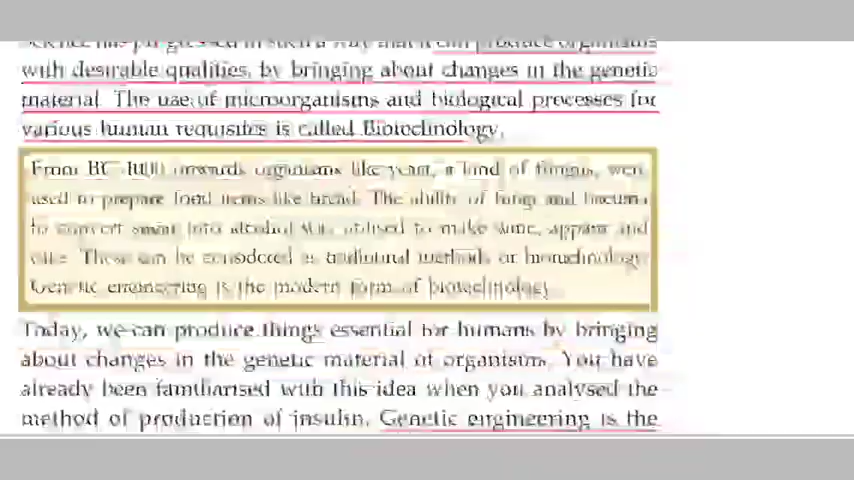 with desirable qualities, by bringing about changes in the genetic
material. The use of microorganisms and biological processes for
various human requisites is called Biotechnology.
From BC onwards organisms like yeast, a kind of fungus, were
used to prepare food items like bread. The ability of fungi and bacteria
to convert sugar into alcohol was utilised to make wine, appam and
cake. These can be considered as traditional methods of biotechnology.
Genetic engineering is the modern form of biotechnology.
Today, we can produce things essential for humans by bringing
about changes in the genetic material of organisms. You have
already been familiarised with this idea when you analysed the
method of production of insulin. Genetic engineering is the